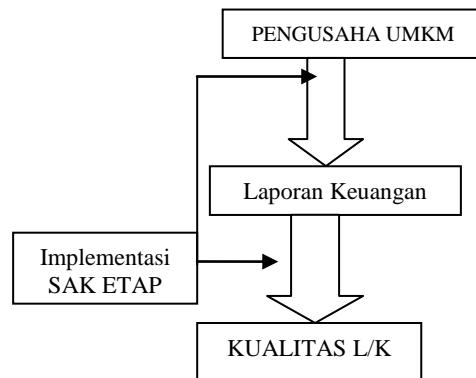 PENGUSAHA UMKM
Laporan Keuangan
Implementasi
SAK ETAP
KUALITAS L/K